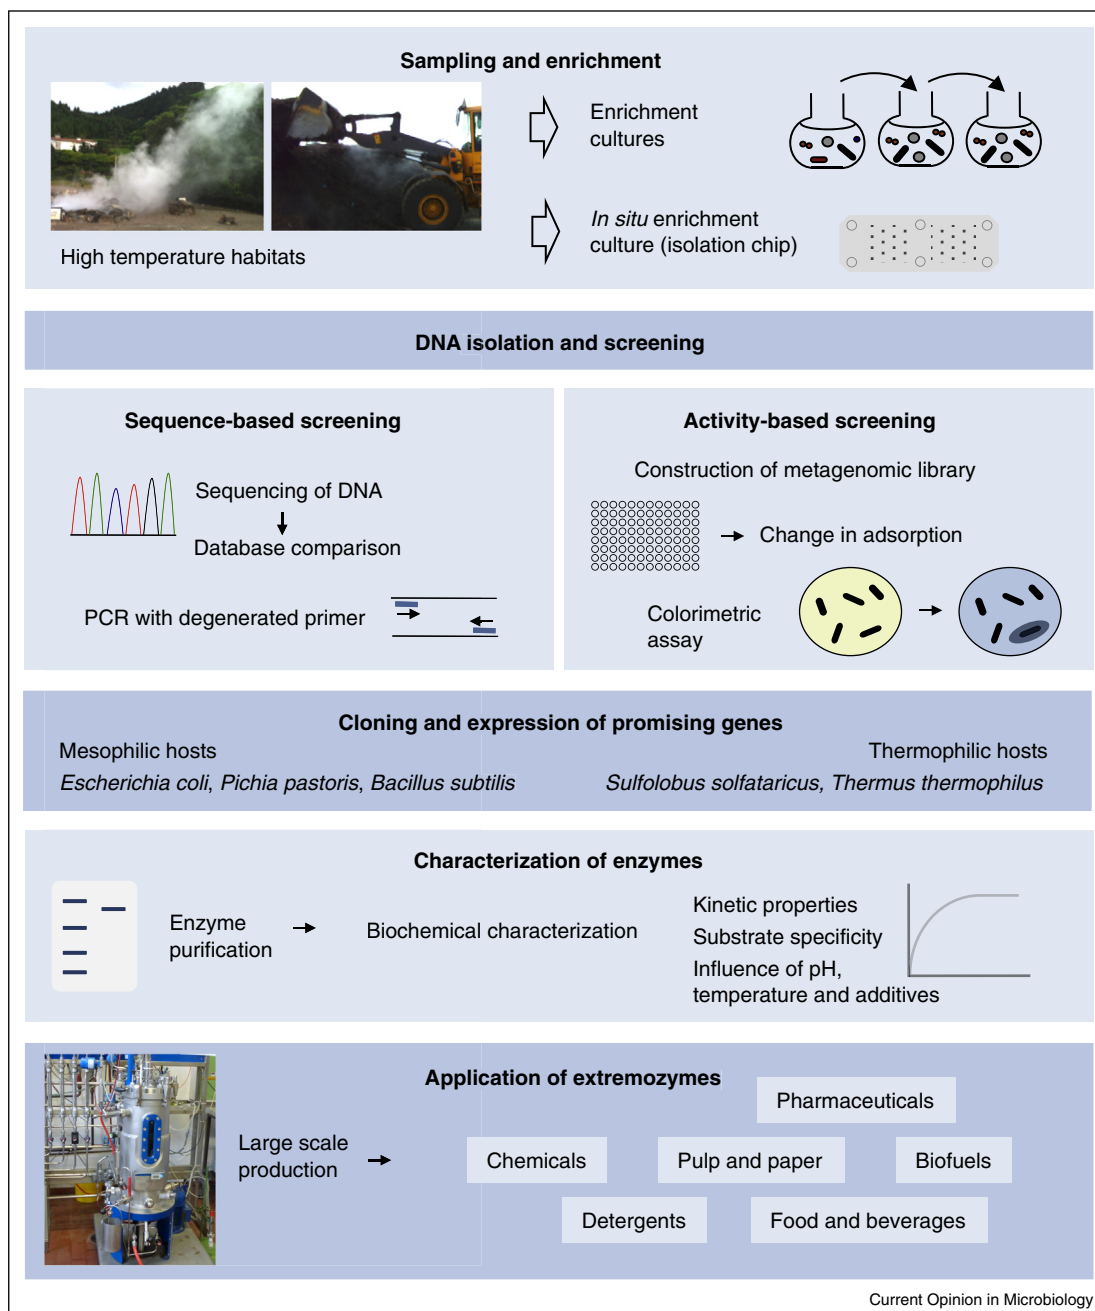 Sampling and enrichment
Enrichment
cultures
In situ enrichment
culture (isolation chip)
High temperature habitats
DNA isolation and screening
Sequence-based screening
Sequencing of DNA
Database comparison
PCR with degenerated primer
Activity-based screening
Construction of metagenomic library
Change in adsorption
Colorimetric
assay
Cloning and expression of promising genes
Mesophilic hosts
Escherichia coli, Pichia pastoris, Bacillus subtilis
Thermophilic hosts
Sulfolobus solfataricus, Thermus thermophilus
Characterization of enzymes
Enzyme
purification
Biochemical characterization
Kinetic properties
Substrate specificity
Influence of pH,
temperature and additives
Application of extremozymes
Large scale
production
Pharmaceuticals
Chemicals
Pulp and paper
Biofuels
Detergents
Food and beverages
Current Opinion in Microbiology